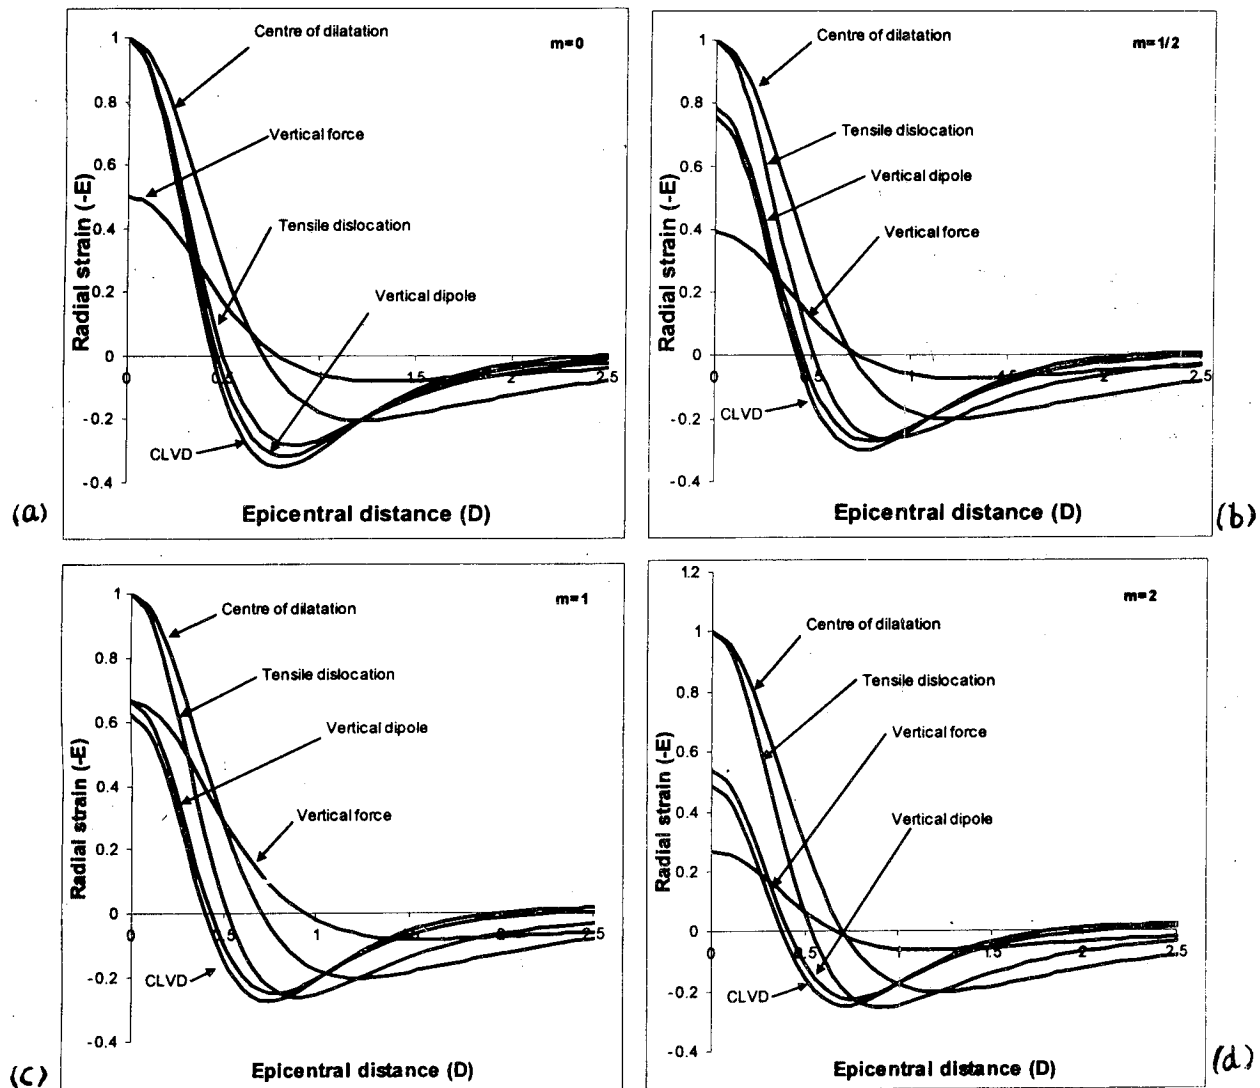 m=0
Centre of dilatation
Vertical force
Tensile dislocation
Vertical dipole
CLVD
Radial strain (-E)
1
0.8
0.6
0.4
0.2
0
-0.2
-0.4
0
0.5
1
1.5
2
2.5
Epicentral distance (D)
(a)
m=1/2
Centre of dilatation
Tensile dislocation
Vertical dipole
Vertical force
CLVD
Radial strain (-E)
1
0.8
0.6
0.4
0.2
0
-0.2
-0.4
0
0.5
1
1.5
2
2.5
Epicentral distance (D)
(b)
m=1
Centre of dilatation
Tensile dislocation
Vertical dipole
Vertical force
CLVD
Radial strain (-E)
1
0.8
0.6
0.4
0.2
0
-0.2
-0.4
0
0.5
1
1.5
2
2.5
Epicentral distance (D)
(c)
m=2
Centre of dilatation
Tensile dislocation
Vertical force
Vertical dipole
CLVD
Radial strain (-E)
1.2
1
0.8
0.6
0.4
0.2
0
-0.2
-0.4
0
0.5
1
1.5
2
2.5
Epicentral distance (D)
(d)